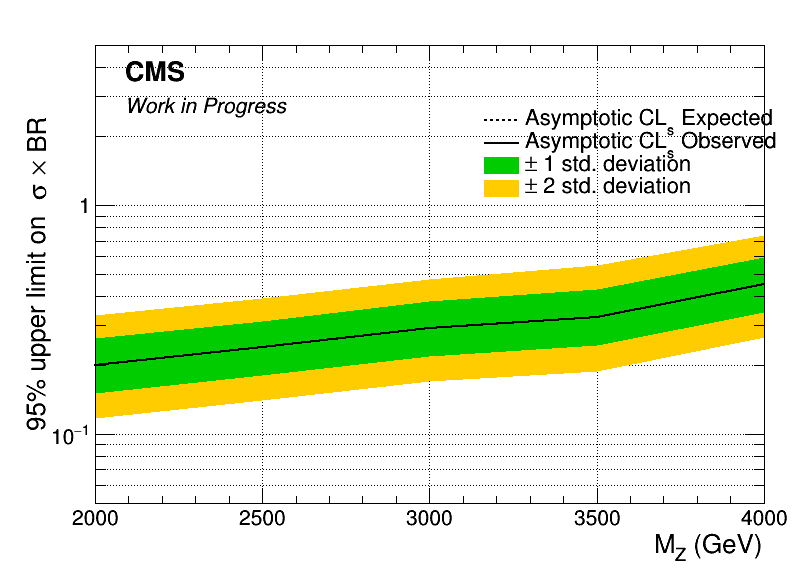 CMS
Work in Progress
Asymptotic CLs Expected
Asymptotic CLs Observed
± 1 std. deviation
± 2 std. deviation
95% upper limit on σ × BR
1
10⁻¹
2000 2500 3000 3500 4000
M_Z (GeV)